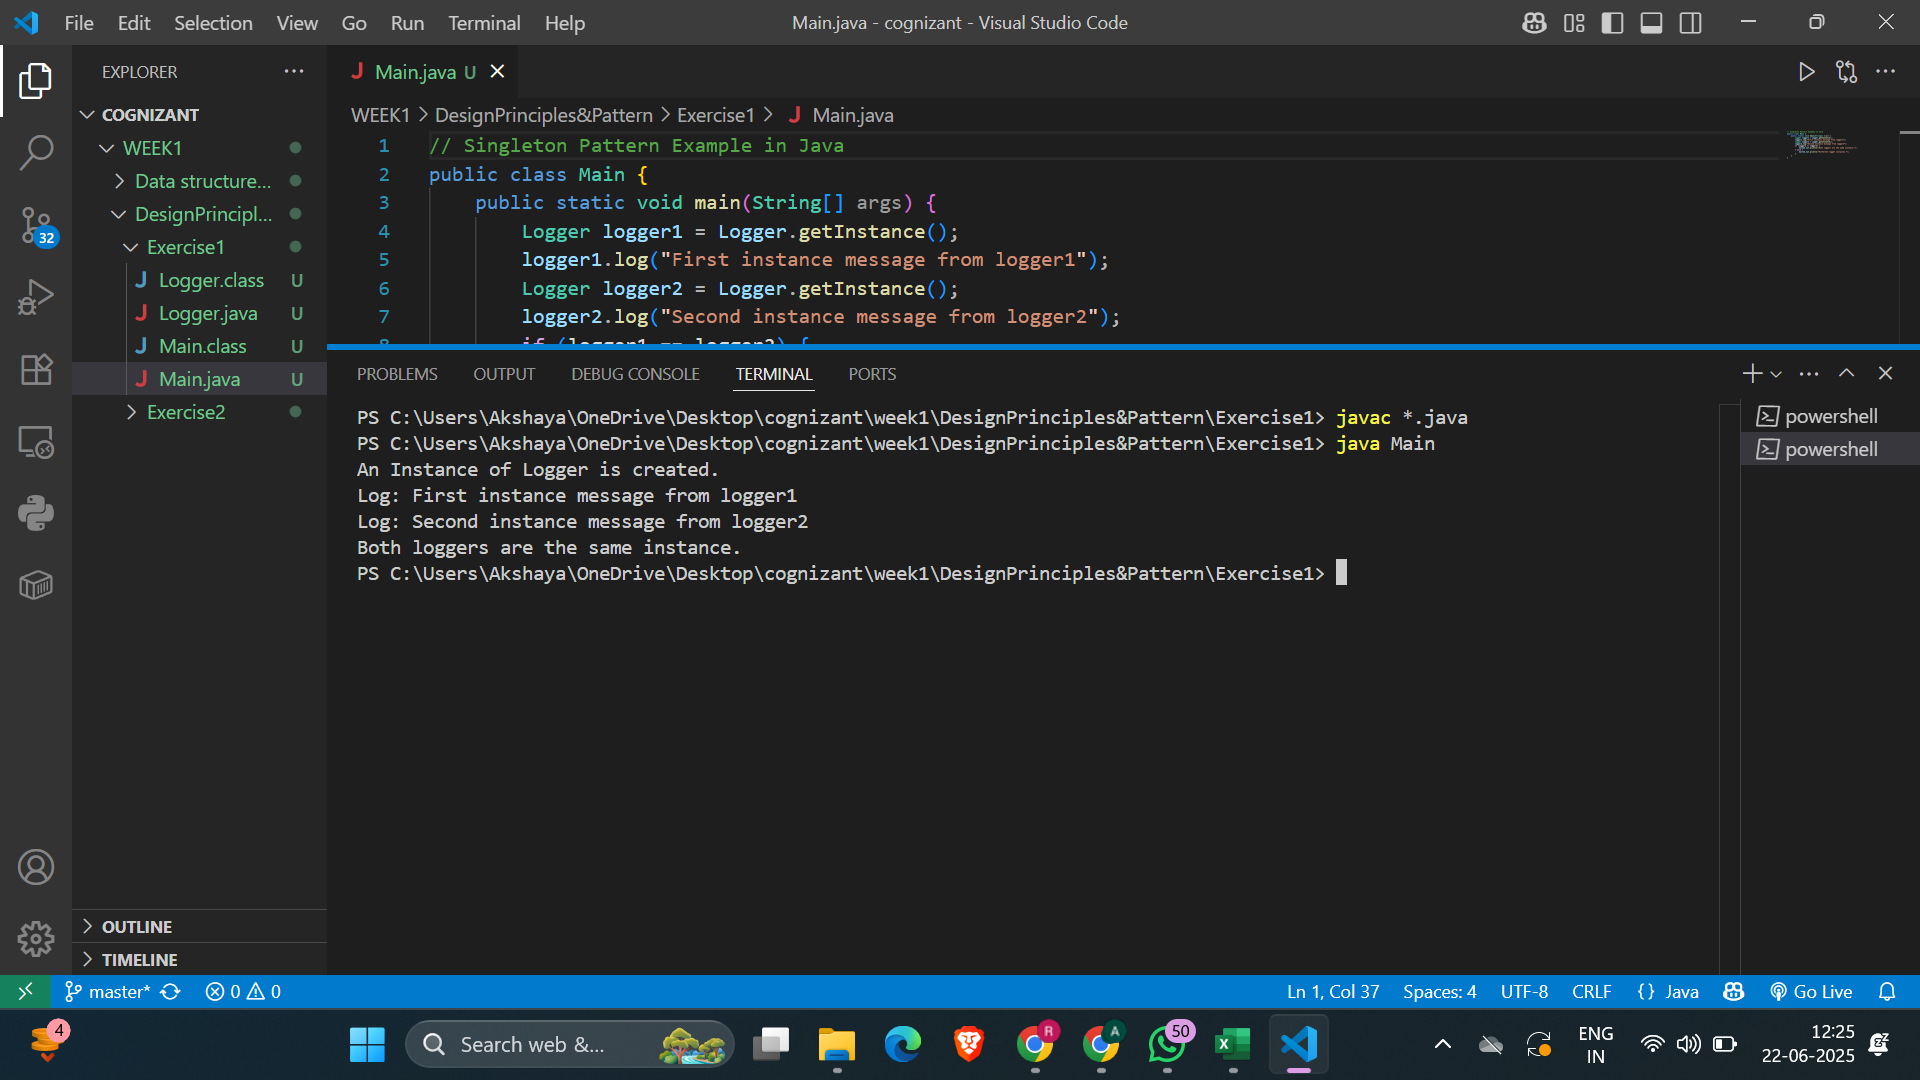 File Edit Selection View Go Run Terminal Help
Main.java - cognizant - Visual Studio Code
EXPLORER
COGNIZANT
WEEK1
Data structure...
DesignPrincipl...
Exercise1
Logger.class U
Logger.java U
Main.class U
Main.java U
Exercise2
32
OUTLINE
TIMELINE
Main.java U
WEEK1 > DesignPrinciples&Pattern > Exercise1 > Main.java
1 // Singleton Pattern Example in Java
2 public class Main {
3 public static void main(String[] args) {
4 Logger logger1 = Logger.getInstance();
5 logger1.log("First instance message from logger1");
6 Logger logger2 = Logger.getInstance();
7 logger2.log("Second instance message from logger2");
8 if (logger1 == logger2) {
PROBLEMS OUTPUT DEBUG CONSOLE TERMINAL PORTS
PS C:\Users\Akshaya\OneDrive\Desktop\cognizant\week1\DesignPrinciples&Pattern\Exercise1> javac *.java
PS C:\Users\Akshaya\OneDrive\Desktop\cognizant\week1\DesignPrinciples&Pattern\Exercise1> java Main
An Instance of Logger is created.
Log: First instance message from logger1
Log: Second instance message from logger2
Both loggers are the same instance.
PS C:\Users\Akshaya\OneDrive\Desktop\cognizant\week1\DesignPrinciples&Pattern\Exercise1>
powershell
powershell
master* 0 0
Ln 1, Col 37 Spaces: 4 UTF-8 CRLF {} Java Go Live
4
Search web &...
R
A
50
ENG
IN
12:25
22-06-2025